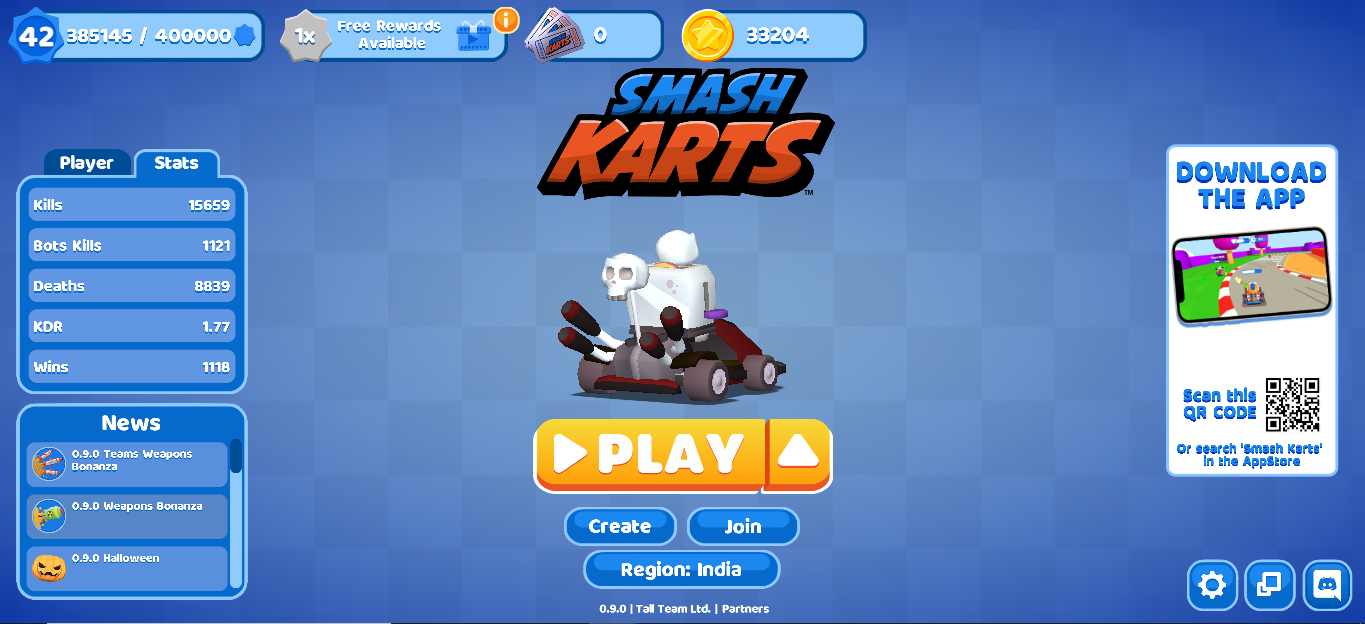 42
385145 / 400000
1x
Free Rewards
Available
i
0
33204
SMASH
KARTS
TM
Player
Stats
Kills 15659
Bots Kills 1121
Deaths 8839
KDR 1.77
Wins 1118
News
0.9.0 Teams Weapons
Bonanza
0.9.0 Weapons Bonanza
0.9.0 Halloween
PLAY
Create
Join
Region: India
0.9.0 | Tall Team Ltd. | Partners
DOWNLOAD
THE APP
Scan this
QR CODE
Or search 'Smash Karts'
in the AppStore